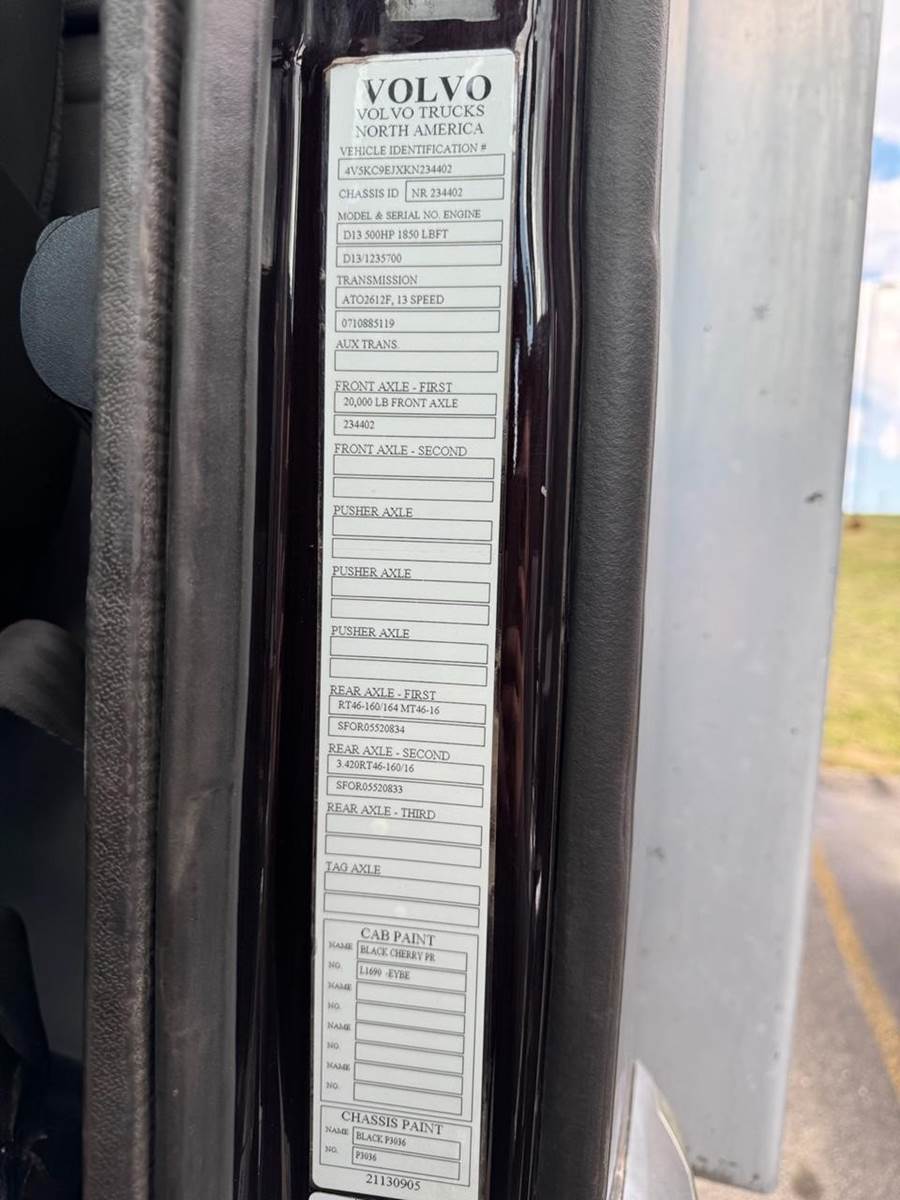 VOLVO
VOLVO TRUCKS
NORTH AMERICA
VEHICLE IDENTIFICATION #
4V5KC9EJXKN234402
CHASSIS ID NR 234402
MODEL & SERIAL NO. ENGINE
D13 500HP 1850 LBFT
D13/1235700
TRANSMISSION
ATO2612F, 13 SPEED
0710885119
AUX TRANS.
FRONT AXLE - FIRST
20,000 LB FRONT AXLE
234402
FRONT AXLE - SECOND
PUSHER AXLE
PUSHER AXLE
PUSHER AXLE
REAR AXLE - FIRST
RT46-160/164 MT46-16
SFOR05520834
REAR AXLE - SECOND
3.420RT46-160/16
SFOR05520833
REAR AXLE - THIRD
TAG AXLE
CAB PAINT
NAME BLACK CHERRY PR
NO. L1690 -EYBE
NAME
NO.
NAME
NO.
NAME
NO.
CHASSIS PAINT
NAME BLACK P3036
NO. P3036
21130905